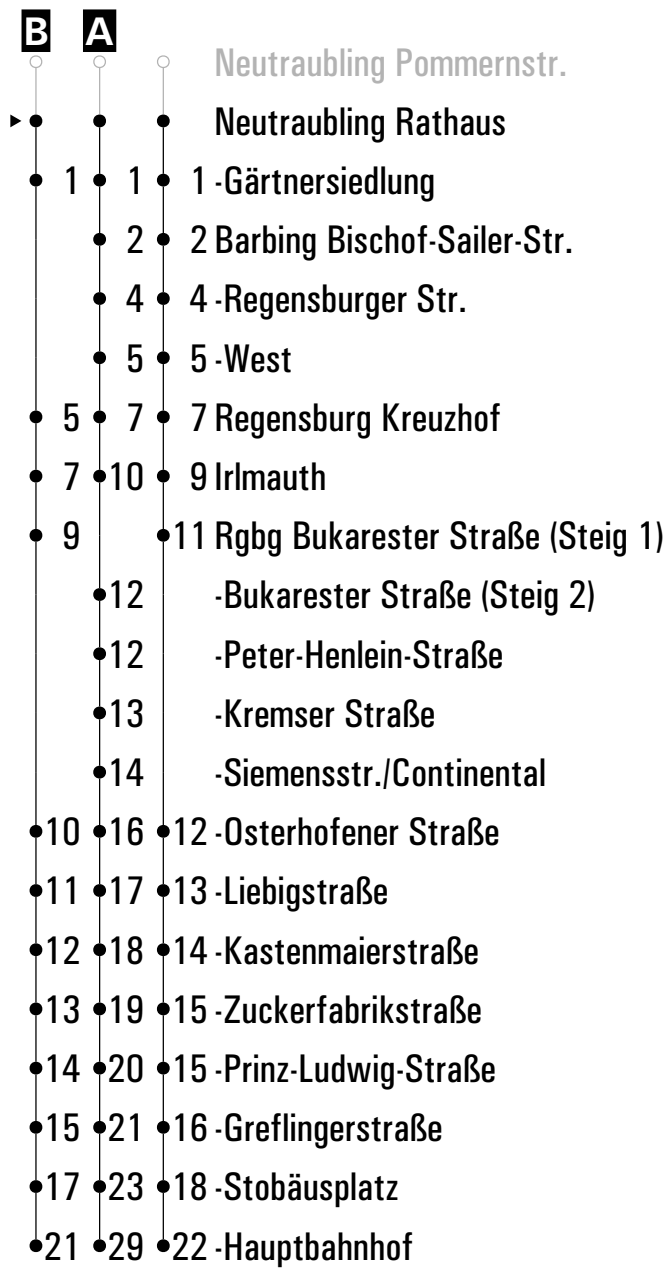 B A
Neutraubling Pommernstr.
Neutraubling Rathaus
1 1 1 -Gärtnersiedlung
2 2 Barbing Bischof-Sailer-Str.
4 4 -Regensburger Str.
5 5 -West
5 7 7 Regensburg Kreuzhof
7 10 9 Irlmauth
9 11 Rgbg Bukarester Straße (Steig 1)
12 -Bukarester Straße (Steig 2)
12 -Peter-Henlein-Straße
13 -Kremser Straße
14 -Siemensstr./Continental
10 16 12 -Osterhofener Straße
11 17 13 -Liebigstraße
12 18 14 -Kastenmaierstraße
13 19 15 -Zuckerfabrikstraße
14 20 15 -Prinz-Ludwig-Straße
15 21 16 -Greflingerstraße
17 23 18 -Stobäusplatz
21 29 22 -Hauptbahnhof